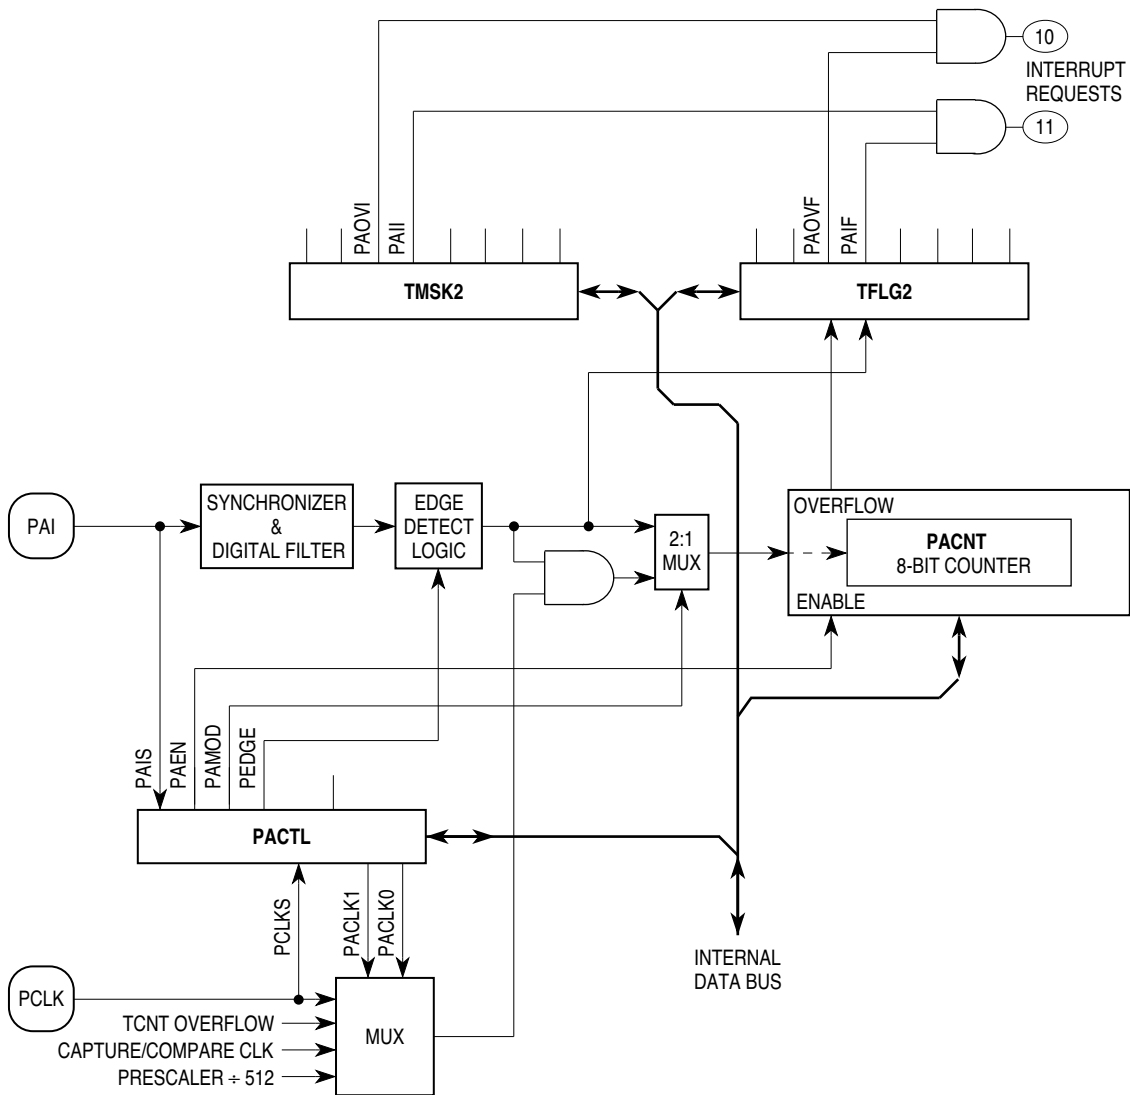 10
INTERRUPT
REQUESTS
11
PAOVI
PAII
PAOVF
PAIF
TMSK2
TFLG2
PAI
SYNCHRONIZER
&
DIGITAL FILTER
EDGE
DETECT
LOGIC
2:1
MUX
OVERFLOW
PACNT
8-BIT COUNTER
ENABLE
PAIS
PAEN
PAMOD
PEDGE
PACTL
PCLKS
PACLK1
PACLK0
INTERNAL
DATA BUS
PCLK
TCNT OVERFLOW
CAPTURE/COMPARE CLK
PRESCALER ÷ 512
MUX